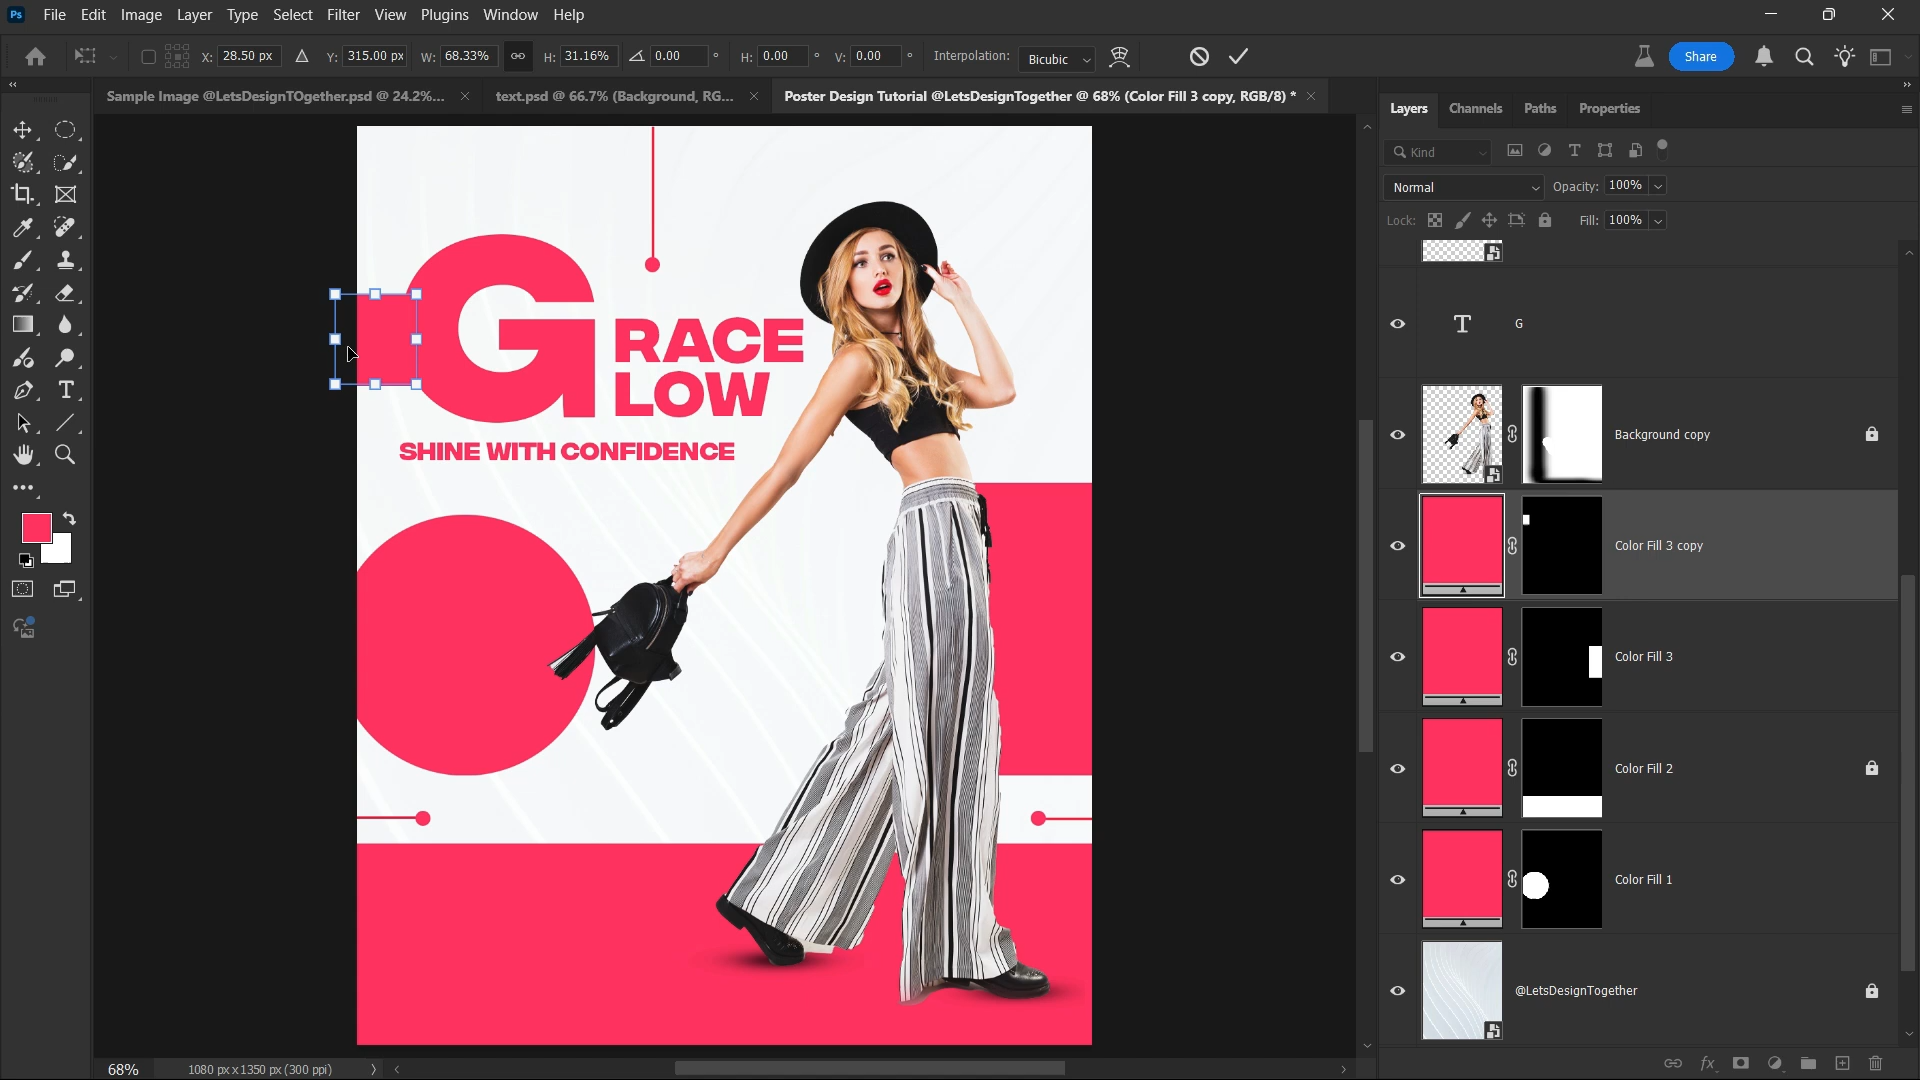 Ps File Edit Image Layer Type Select Filter View Plugins Window Help
X: 28.50 px Y: 315.00 px W: 68.33% H: 31.16% 0.00 ° H: 0.00 ° V: 0.00 ° Interpolation: Bicubic Share
Sample Image @LetsDesignTOgether.psd @ 24.2%... × text.psd @ 66.7% (Background, RG... × Poster Design Tutorial @LetsDesignTogether @ 68% (Color Fill 3 copy, RGB/8) * ×
Layers Channels Paths Properties
Kind
Normal Opacity: 100%
Lock: Fill: 100%
G
RACE
LOW
SHINE WITH CONFIDENCE
T G
Background copy
Color Fill 3 copy
Color Fill 3
Color Fill 2
Color Fill 1
@LetsDesignTogether
fx
68% 1080 px x 1350 px (300 ppi)